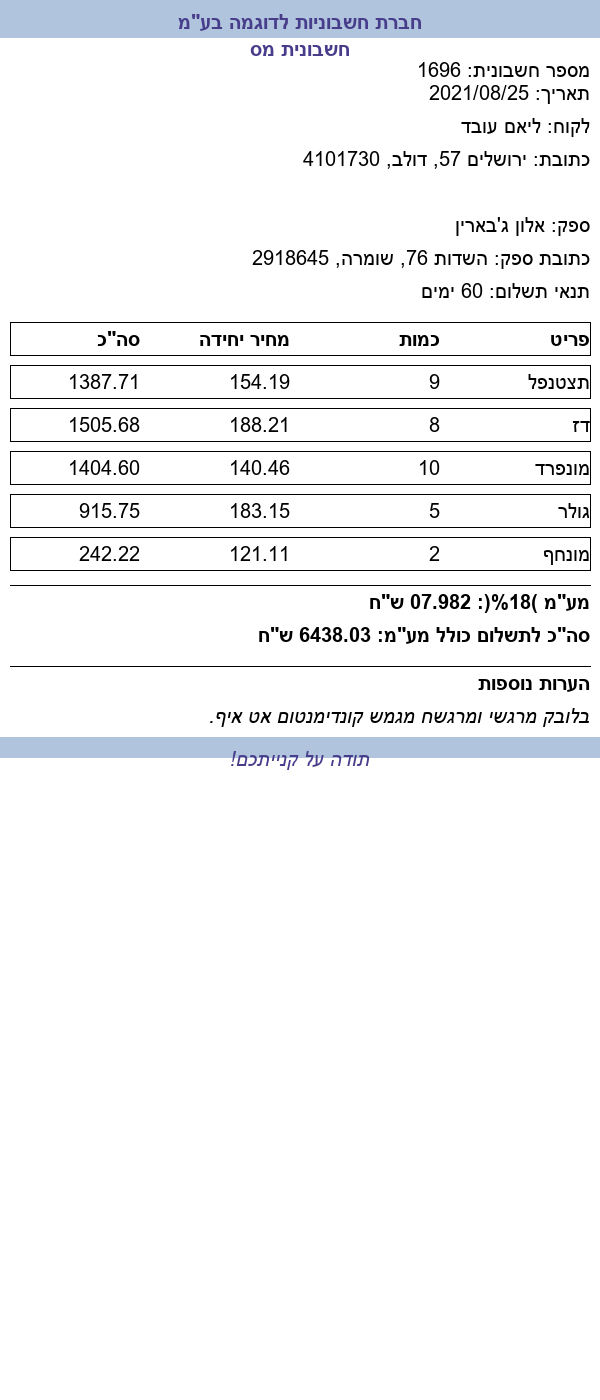 חברת חשבוניות לדוגמה בע"מ
חשבונית מס
מספר חשבונית: 1696
תאריך: 2021/08/25
לקוח: ליאם עובד
כתובת: ירושלים 57, דולב, 4101730
ספק: אלון ג'בארין
כתובת ספק: השדות 76, שומרה, 2918645
תנאי תשלום: 60 ימים
פריט כמות מחיר יחידה סה"כ
תצטנפל 9 154.19 1387.71
דז 8 188.21 1505.68
מונפרד 10 140.46 1404.60
גולר 5 183.15 915.75
מונחף 2 121.11 242.22
מע"מ )18%(: 07.982 ש"ח
סה"כ לתשלום כולל מע"מ: 6438.03 ש"ח
הערות נוספות
בלובק מרגשי ומרגשח מגמש קונדימנטום אט איף.
תודה על קנייתכם!